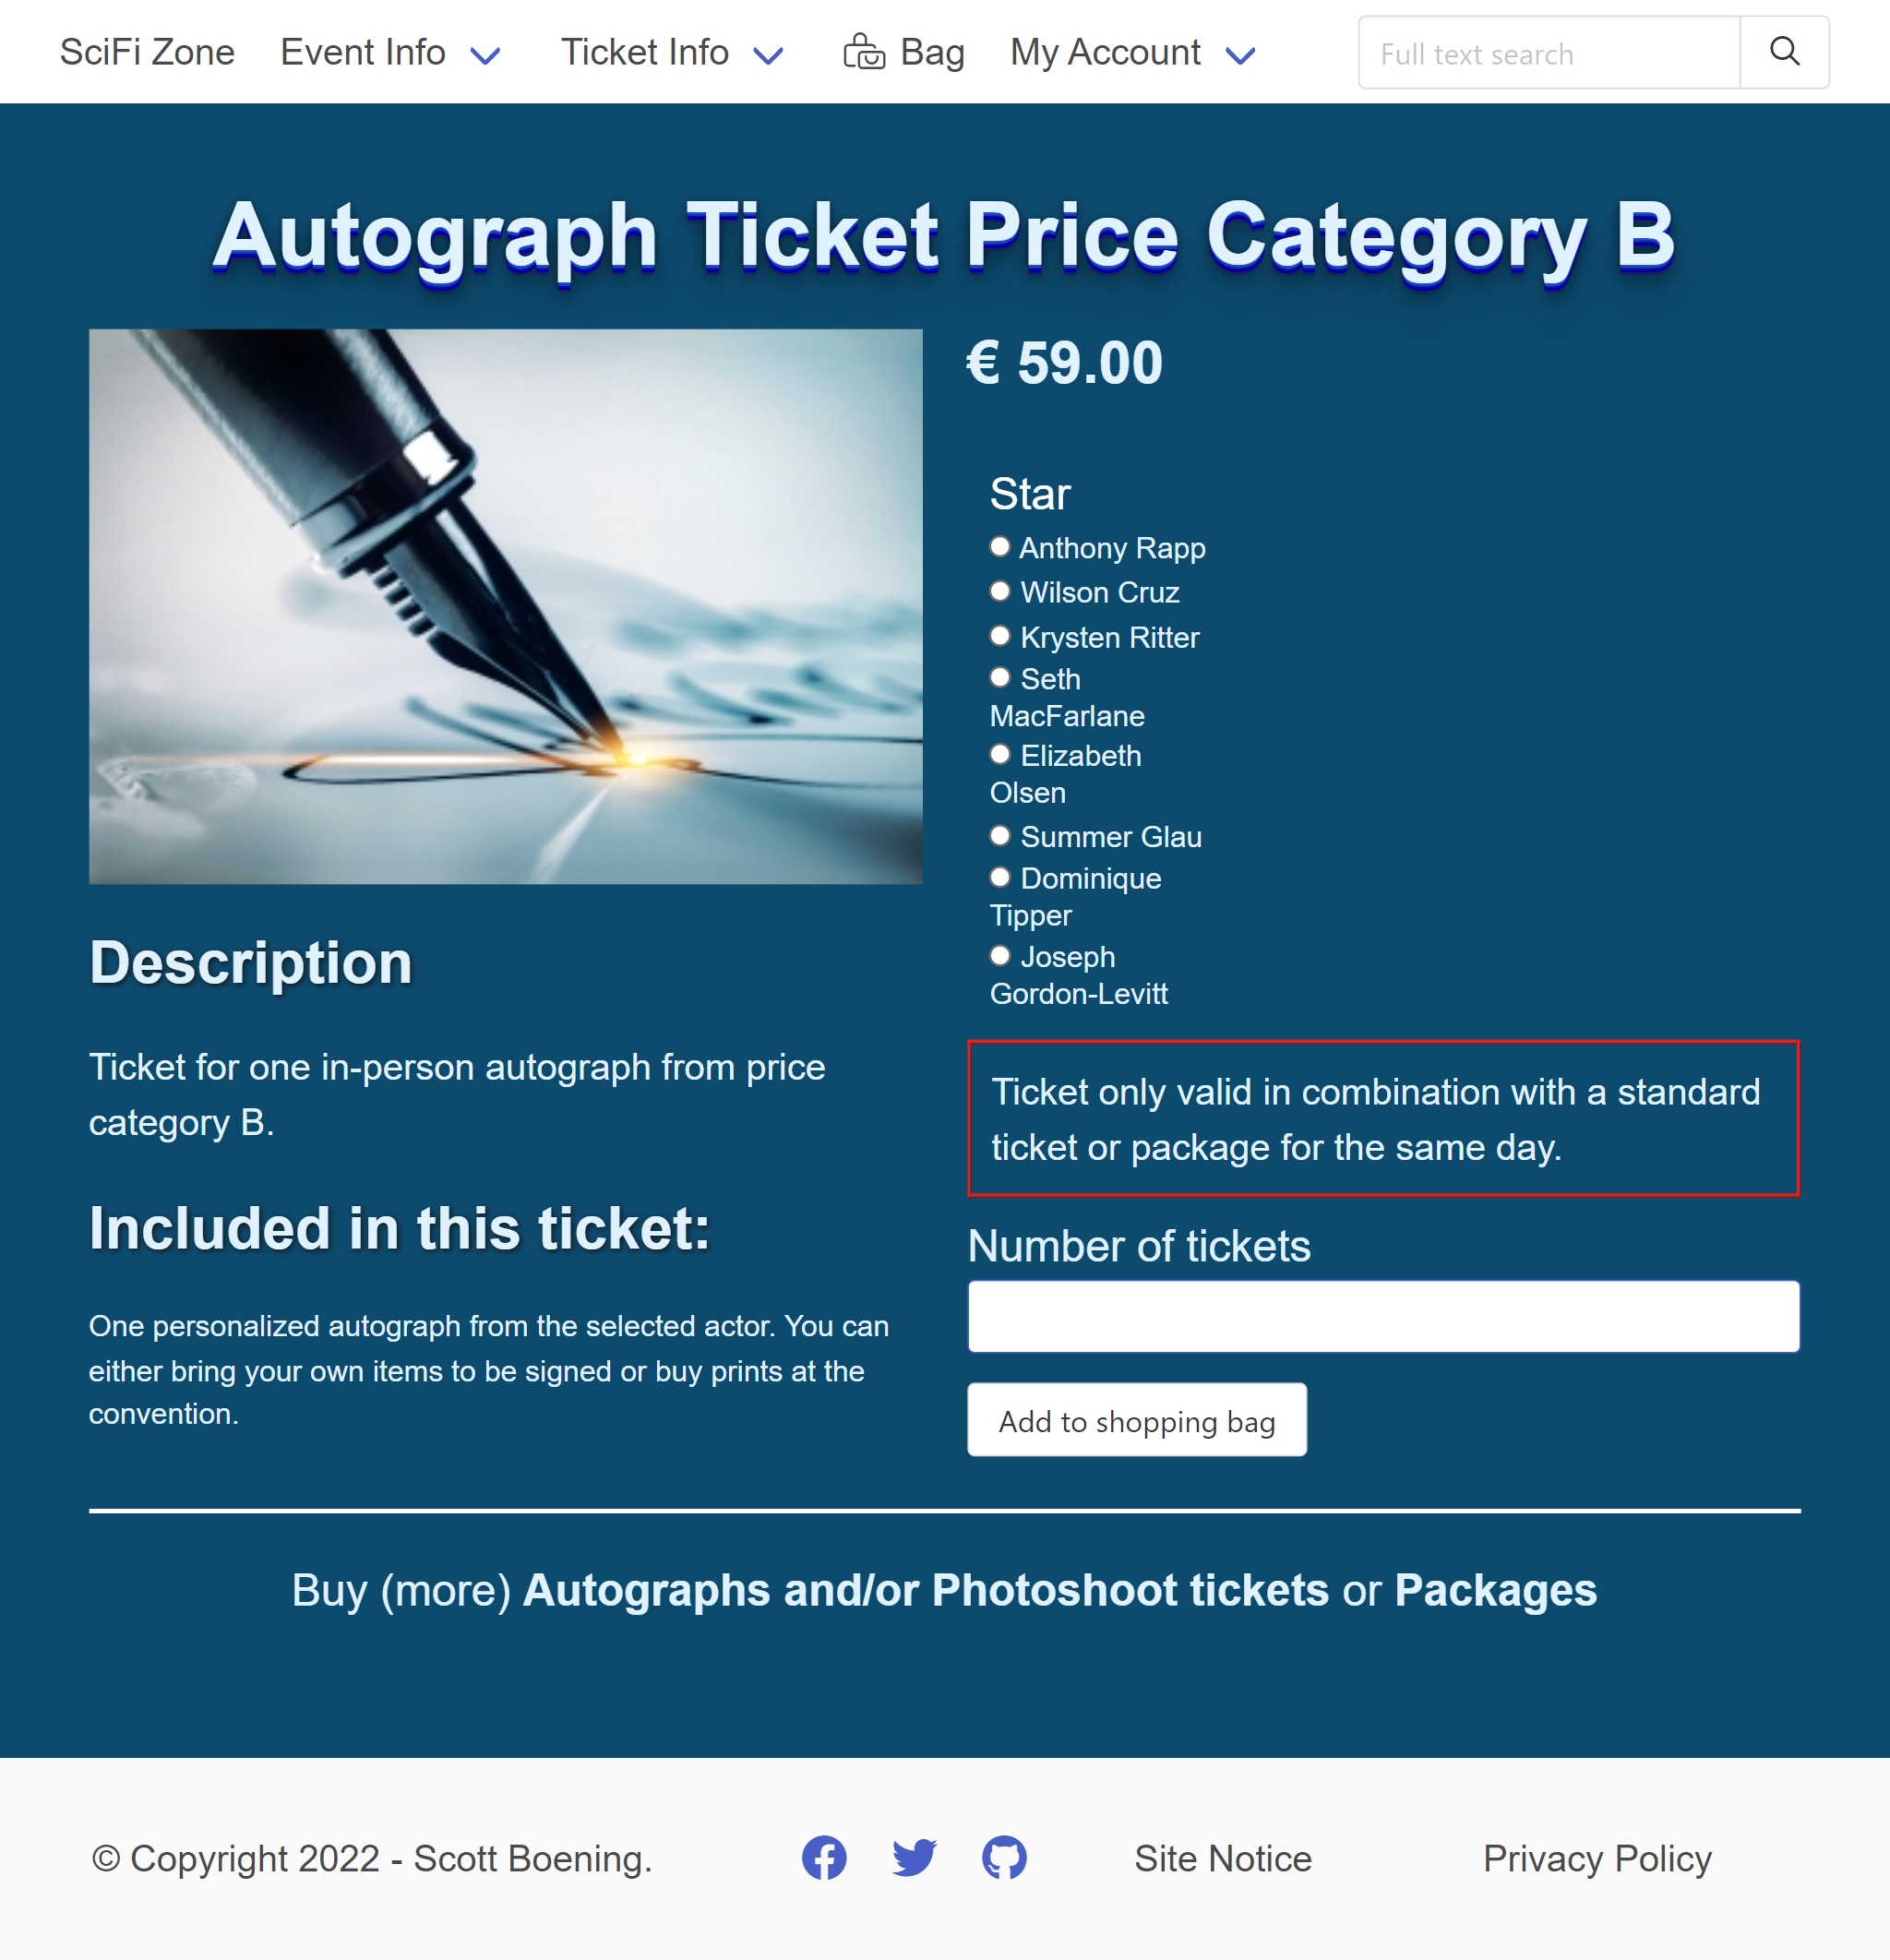 SciFi Zone Event Info Ticket Info Bag My Account Full text search
Autograph Ticket Price Category B
€ 59.00
Star
Anthony Rapp
Wilson Cruz
Krysten Ritter
Seth
MacFarlane
Elizabeth
Olsen
Summer Glau
Dominique
Tipper
Joseph
Gordon-Levitt
Description
Ticket for one in-person autograph from price
category B.
Included in this ticket:
One personalized autograph from the selected actor. You can
either bring your own items to be signed or buy prints at the
convention.
Ticket only valid in combination with a standard
ticket or package for the same day.
Number of tickets
Add to shopping bag
Buy (more) Autographs and/or Photoshoot tickets or Packages
© Copyright 2022 - Scott Boening. Site Notice Privacy Policy